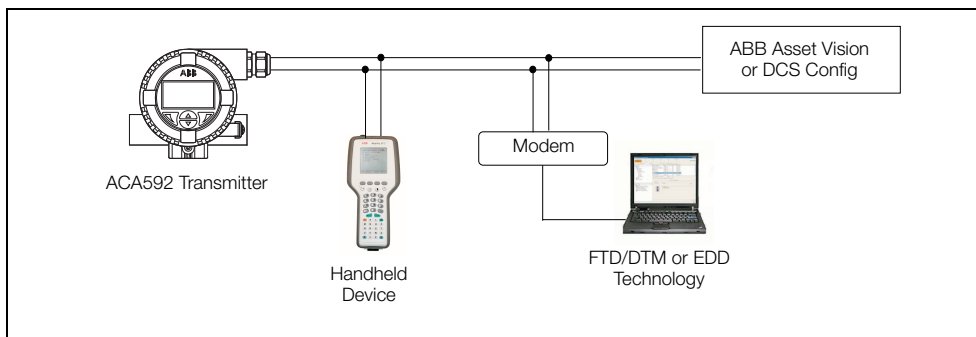 ABB Asset Vision
or DCS Config
ABB
Modem
ACA592 Transmitter
Handheld
Device
FTD/DTM or EDD
Technology